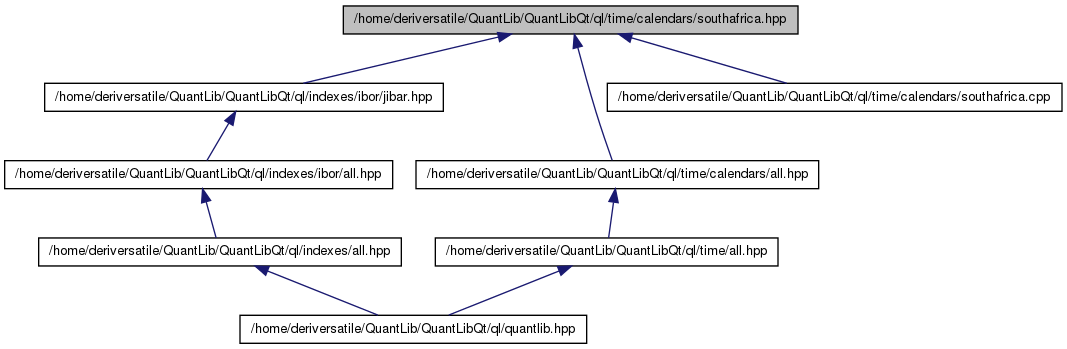 /home/deriversatile/QuantLib/QuantLibQt/ql/time/calendars/southafrica.hpp
/home/deriversatile/QuantLib/QuantLibQt/ql/indexes/ibor/jibar.hpp
/home/deriversatile/QuantLib/QuantLibQt/ql/time/calendars/southafrica.cpp
/home/deriversatile/QuantLib/QuantLibQt/ql/indexes/ibor/all.hpp
/home/deriversatile/QuantLib/QuantLibQt/ql/time/calendars/all.hpp
/home/deriversatile/QuantLib/QuantLibQt/ql/indexes/all.hpp
/home/deriversatile/QuantLib/QuantLibQt/ql/time/all.hpp
/home/deriversatile/QuantLib/QuantLibQt/ql/quantlib.hpp